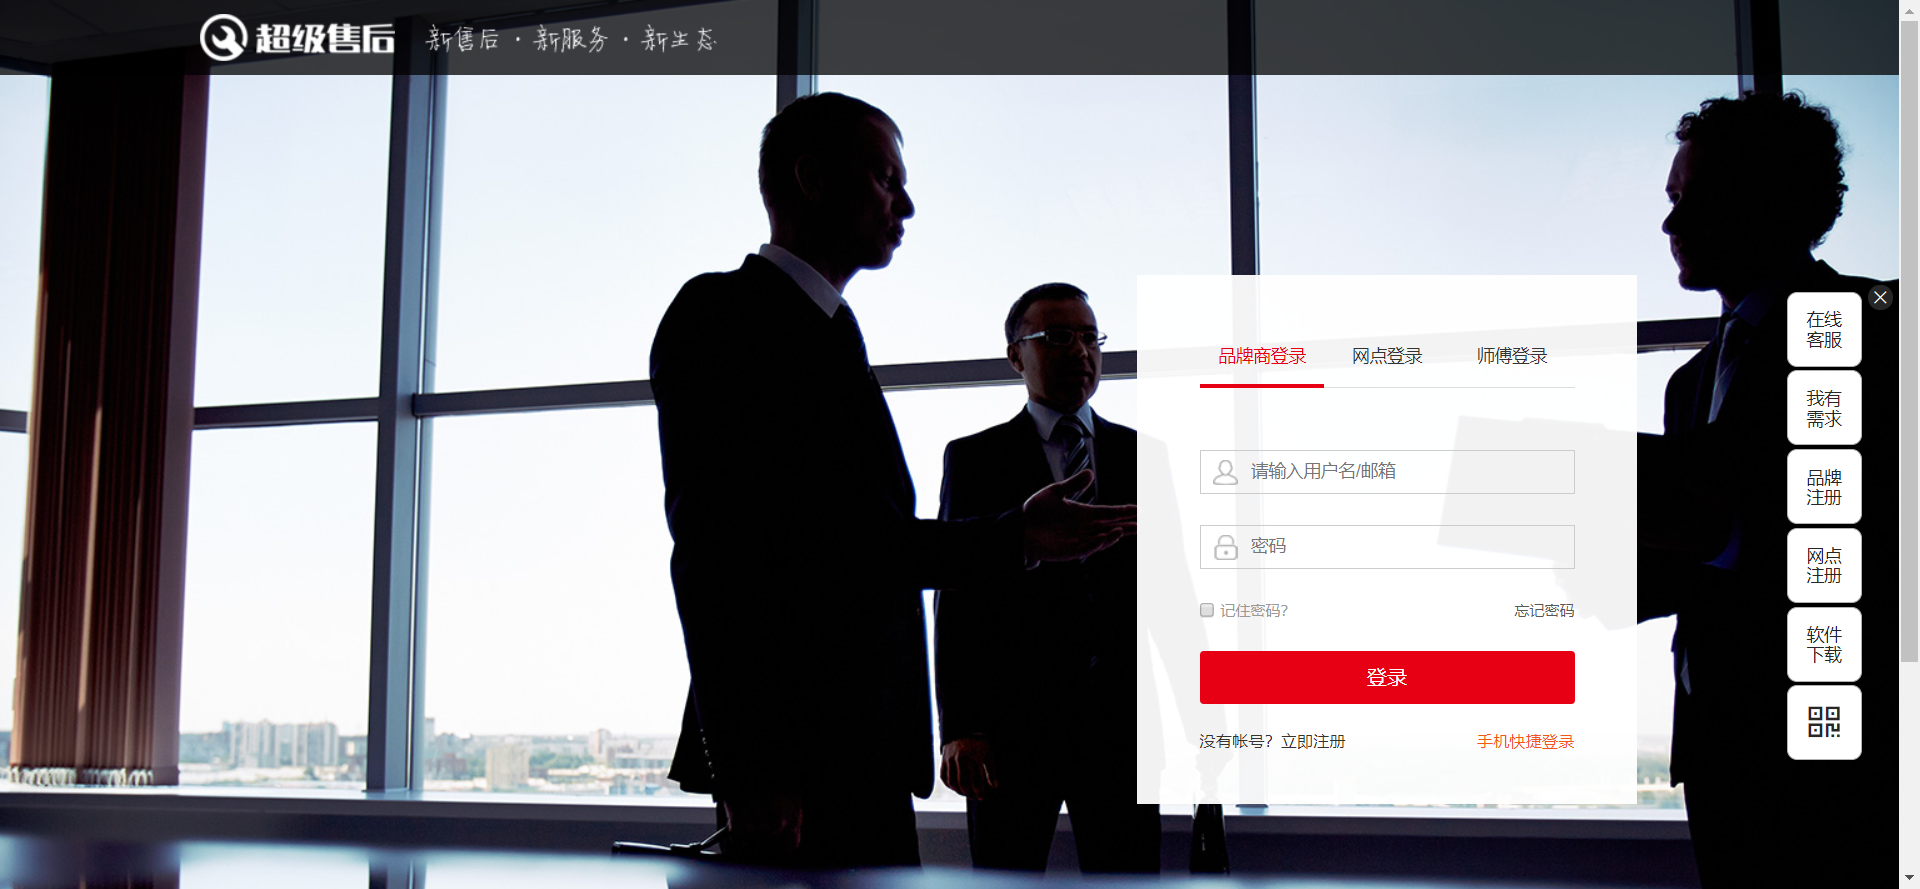 超级售后 新售后 · 新服务 · 新生态
品牌商登录 网点登录 师傅登录
请输入用户名/邮箱
密码
记住密码? 忘记密码
登录
没有帐号? 立即注册 手机快捷登录
在线
客服
我有
需求
品牌
注册
网点
注册
软件
下载